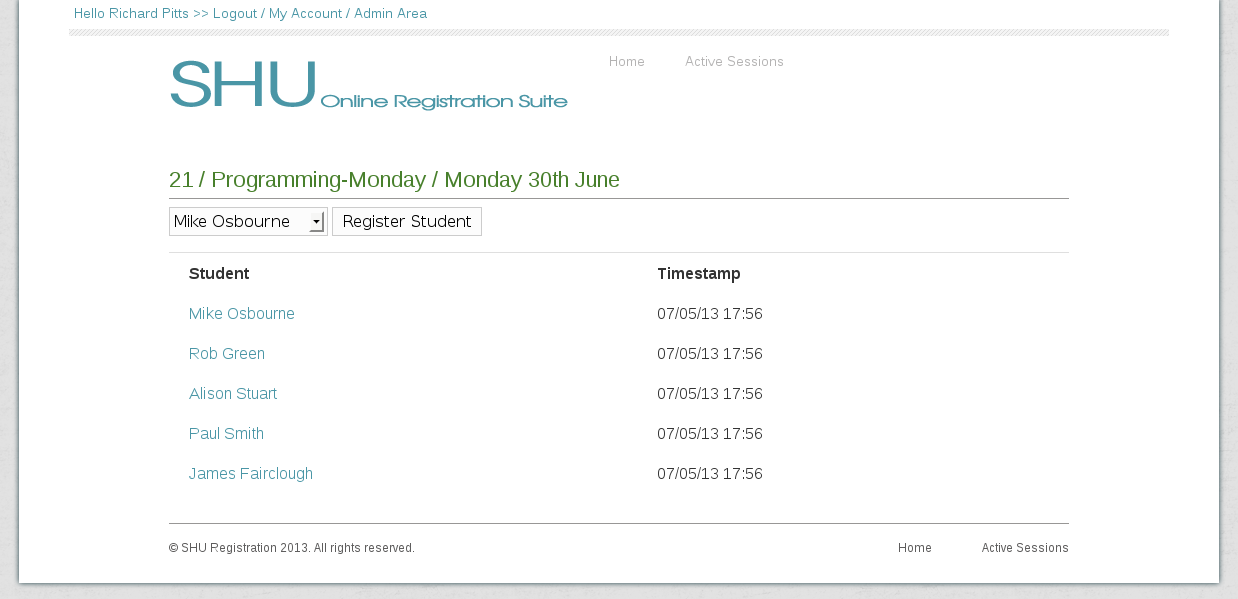 Hello Richard Pitts >> Logout / My Account / Admin Area
Home Active Sessions
SHU Online Registration Suite
21 / Programming-Monday / Monday 30th June
Mike Osbourne Register Student
Student Timestamp
Mike Osbourne 07/05/13 17:56
Rob Green 07/05/13 17:56
Alison Stuart 07/05/13 17:56
Paul Smith 07/05/13 17:56
James Fairclough 07/05/13 17:56
© SHU Registration 2013. All rights reserved. Home Active Sessions